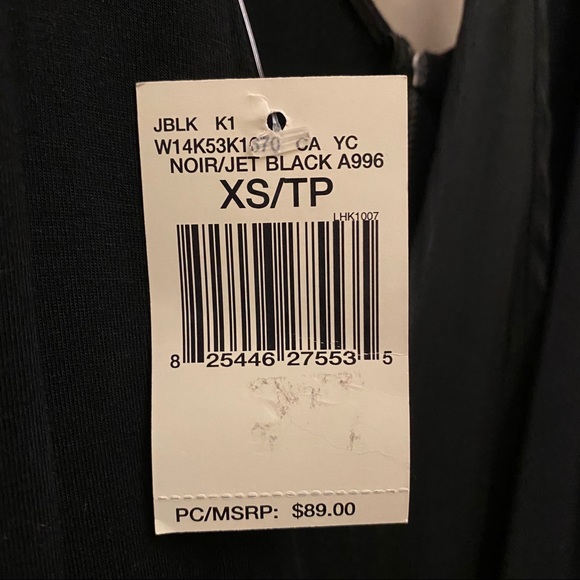 JBLK K1
W14K53K1670 CA YC
NOIR/JET BLACK A996
XS/TP
LHK1007
8 25446 27553 5
PC/MSRP: $89.00